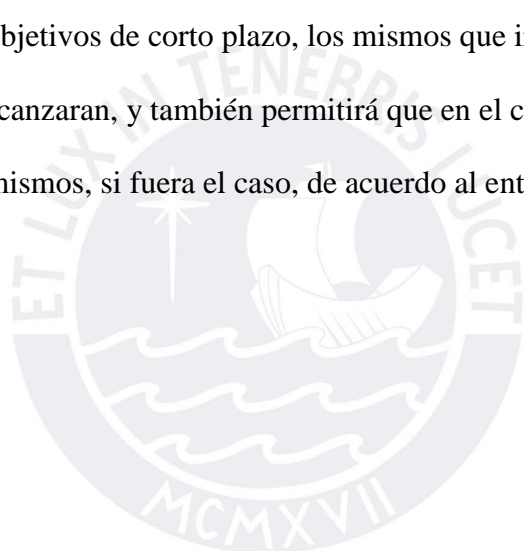 bjetivos de corto plazo, los mismos que i
canzaran, y también permitirá que en el c
mismos, si fuera el caso, de acuerdo al ent
ET LUX IN TENEBRIS LUCET
MCMXVII